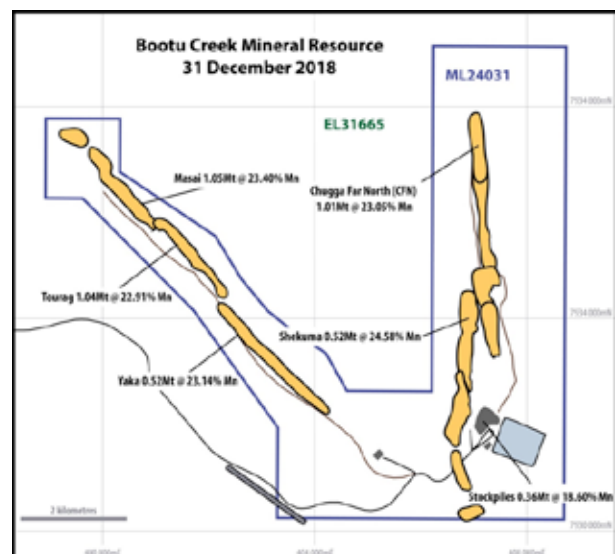 Bootu Creek Mineral Resource
31 December 2018
ML24031
EL31665
Masai 1.05Mt @ 23.40% Mn
Chugga Far North (CFN)
1.01Mt @ 23.05% Mn
Tourag 1.04Mt @ 22.91% Mn
Shekuma 0.52Mt @ 24.58% Mn
Yaka 0.52Mt @ 23.14% Mn
Stockpiles 0.36Mt @ 18.60% Mn
2 kilometres